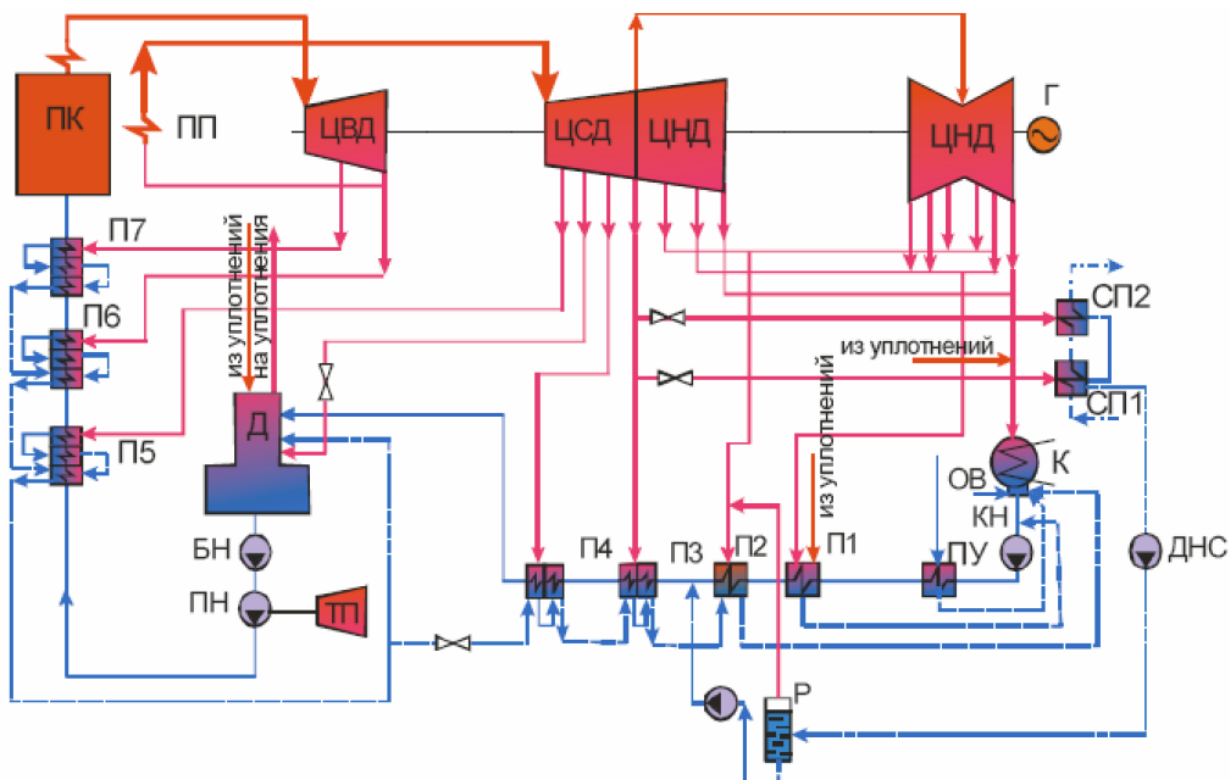 ПК
ПП
ЦВД
ЦСД
ЦНД
ЦНД
Г
П7
П6
П5
из уплотнений
на уплотнения
Д
из уплотнений
из уплотнений
СП2
СП1
К
ОВ
КН
БН
ПН
ТП
П4
П3
П2
П1
ПУ
ДНС
Р